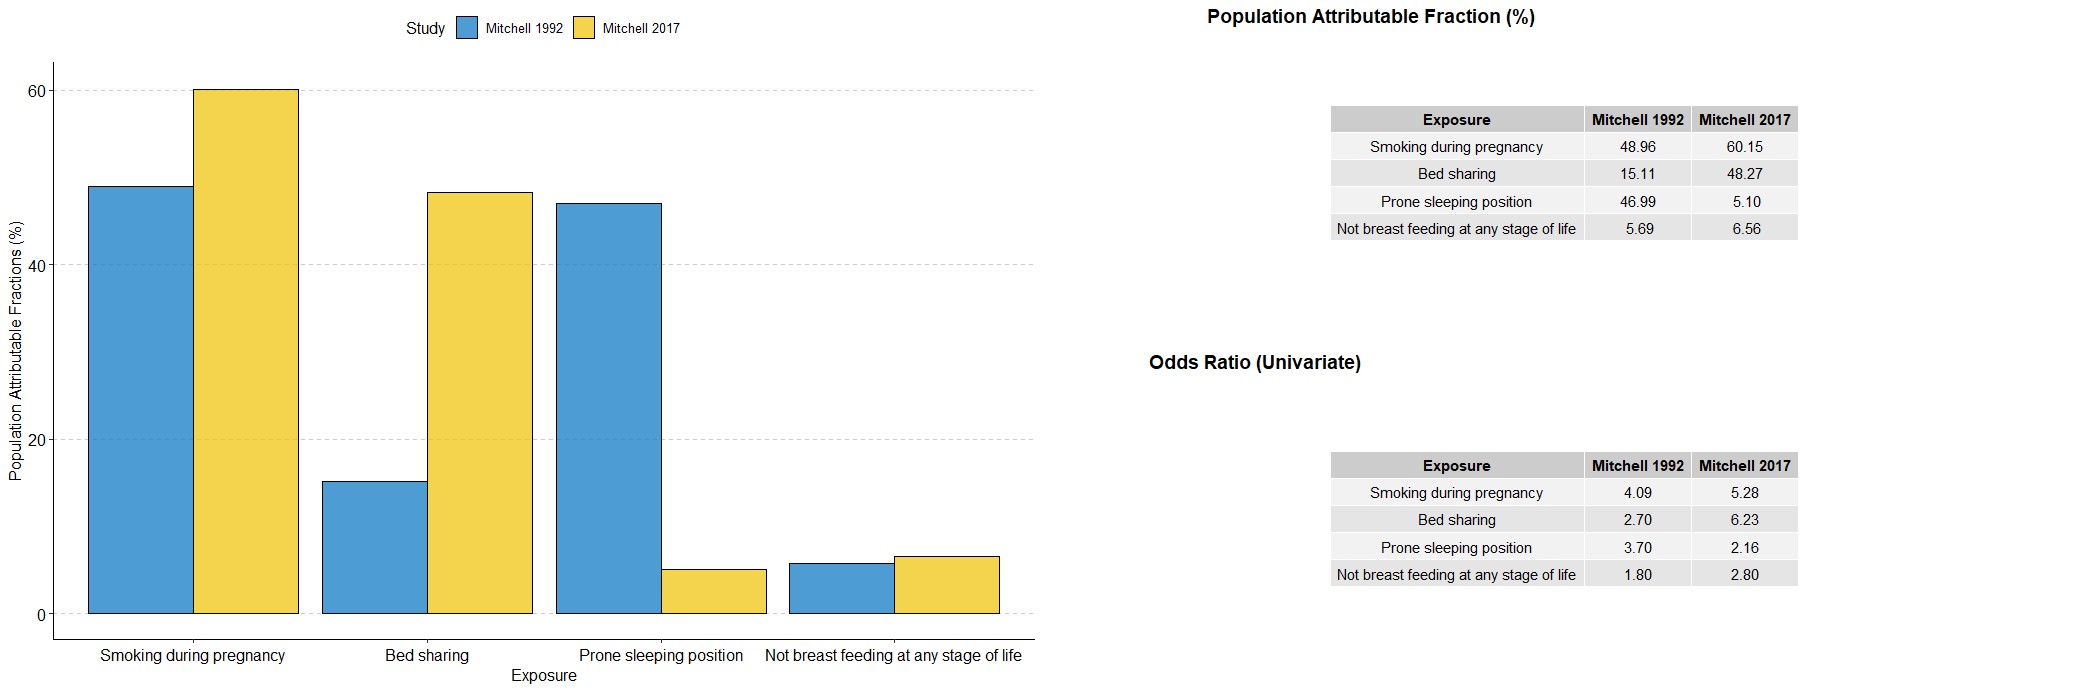 Study Mitchell 1992 Mitchell 2017
Population Attributable Fractions (%)
60
40
20
0
Smoking during pregnancy Bed sharing Prone sleeping position Not breast feeding at any stage of life
Exposure
Population Attributable Fraction (%)
Exposure Mitchell 1992 Mitchell 2017
Smoking during pregnancy 48.96 60.15
Bed sharing 15.11 48.27
Prone sleeping position 46.99 5.10
Not breast feeding at any stage of life 5.69 6.56
Odds Ratio (Univariate)
Exposure Mitchell 1992 Mitchell 2017
Smoking during pregnancy 4.09 5.28
Bed sharing 2.70 6.23
Prone sleeping position 3.70 2.16
Not breast feeding at any stage of life 1.80 2.80